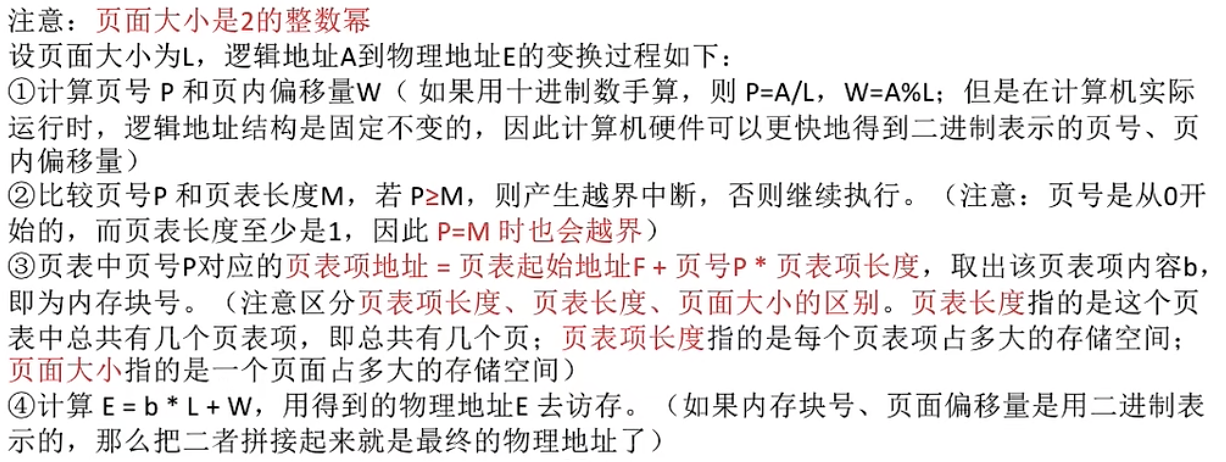 注意：页面大小是2的整数幂
设页面大小为L，逻辑地址A到物理地址E的变换过程如下：
①计算页号 P 和页内偏移量W（ 如果用十进制数手算，则 P=A/L，W=A%L；但是在计算机实际
运行时，逻辑地址结构是固定不变的，因此计算机硬件可以更快地得到二进制表示的页号、页
内偏移量）
②比较页号P 和页表长度M，若 P≥M，则产生越界中断，否则继续执行。（注意：页号是从0开
始的，而页表长度至少是1，因此 P=M 时也会越界）
③页表中页号P对应的页表项地址 = 页表起始地址F + 页号P * 页表项长度，取出该页表项内容b，
即为内存块号。（注意区分页表项长度、页表长度、页面大小的区别。页表长度指的是这个页
表中总共有几个页表项，即总共有几个页；页表项长度指的是每个页表项占多大的存储空间；
页面大小指的是一个页面占多大的存储空间）
④计算 E = b * L + W，用得到的物理地址E 去访存。（如果内存块号、页面偏移量是用二进制表
示的，那么把二者拼接起来就是最终的物理地址了）